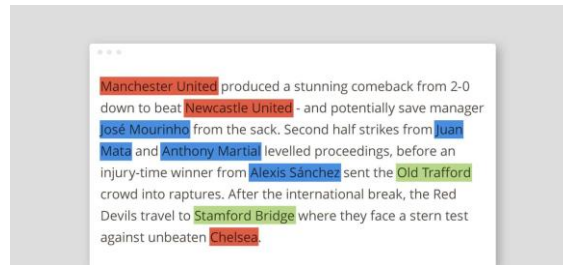 Manchester United produced a stunning comeback from 2-0
down to beat Newcastle United - and potentially save manager
José Mourinho from the sack. Second half strikes from Juan
Mata and Anthony Martial levelled proceedings, before an
injury-time winner from Alexis Sánchez sent the Old Trafford
crowd into raptures. After the international break, the Red
Devils travel to Stamford Bridge where they face a stern test
against unbeaten Chelsea.